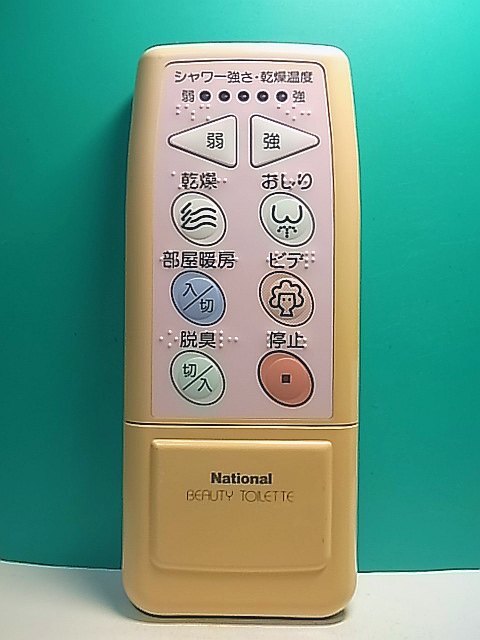 シャワー強さ・乾燥温度
弱 強
弱 強
乾燥 おしり
部屋暖房 ビデ
入/切
脱臭 停止
切/入
National
BEAUTY TOILETTE